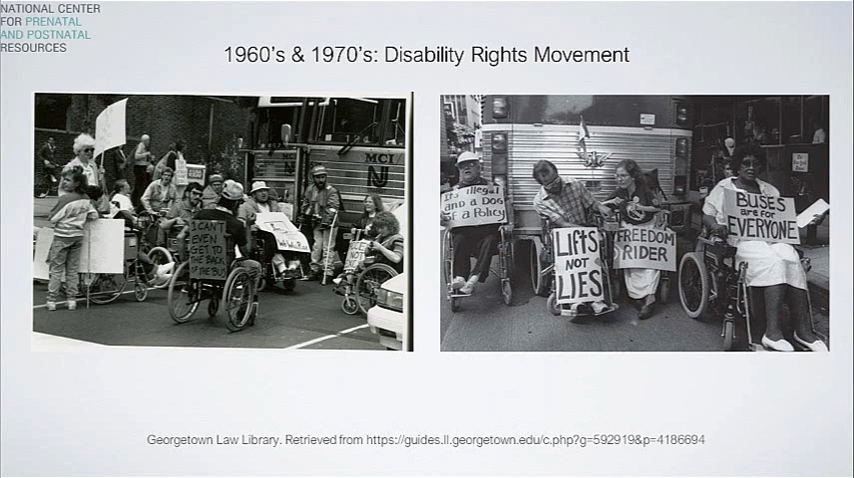 NATIONAL CENTER
FOR PRENATAL
AND POSTNATAL
RESOURCES
1960's & 1970's: Disability Rights Movement
MCI
MCI
I CAN'T
EVEN
GET TO
THE BACK
OF THE BUS
It's illegal
and a DOG
of a Policy
Lifts
NOT
LIES
FREEDOM
RIDER
BUSES
are for
EVERYONE
Georgetown Law Library. Retrieved from https://guides.ll.georgetown.edu/c.php?g=592919&p=4186694